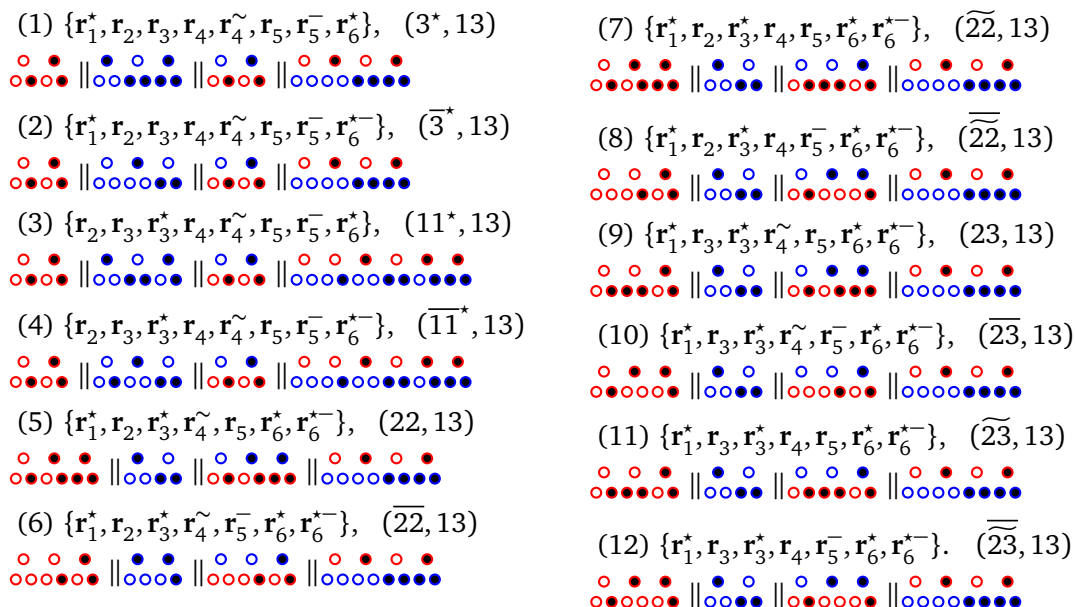 (1) {r₁⋆, r₂, r₃, r₄, r₄~, r₅, r₅⁻, r₆⋆}, (3⋆, 13)
|| || ||
(2) {r₁⋆, r₂, r₃, r₄, r₄~, r₅, r₅⁻, r₆⋆⁻}, (3̅⋆, 13)
|| || ||
(3) {r₂, r₃, r₃⋆, r₄, r₄~, r₅, r₅⁻, r₆⋆}, (11⋆, 13)
|| || ||
(4) {r₂, r₃, r₃⋆, r₄, r₄~, r₅, r₅⁻, r₆⋆⁻}, (1̅1̅⋆, 13)
|| || ||
(5) {r₁⋆, r₂, r₃⋆, r₄~, r₅, r₆⋆, r₆⋆⁻}, (22, 13)
|| || ||
(6) {r₁⋆, r₂, r₃⋆, r₄~, r₅⁻, r₆⋆, r₆⋆⁻}, (2̅2̅, 13)
|| || ||
(7) {r₁⋆, r₂, r₃⋆, r₄, r₅, r₆⋆, r₆⋆⁻}, (2͠2, 13)
|| || ||
(8) {r₁⋆, r₂, r₃⋆, r₄, r₅⁻, r₆⋆, r₆⋆⁻}, (2̅͠2̅, 13)
|| || ||
(9) {r₁⋆, r₃, r₃⋆, r₄~, r₅, r₆⋆, r₆⋆⁻}, (23, 13)
|| || ||
(10) {r₁⋆, r₃, r₃⋆, r₄~, r₅⁻, r₆⋆, r₆⋆⁻}, (2̅3̅, 13)
|| || ||
(11) {r₁⋆, r₃, r₃⋆, r₄, r₅, r₆⋆, r₆⋆⁻}, (2͠3, 13)
|| || ||
(12) {r₁⋆, r₃, r₃⋆, r₄, r₅⁻, r₆⋆, r₆⋆⁻}. (2̅͠3̅, 13)
|| || ||